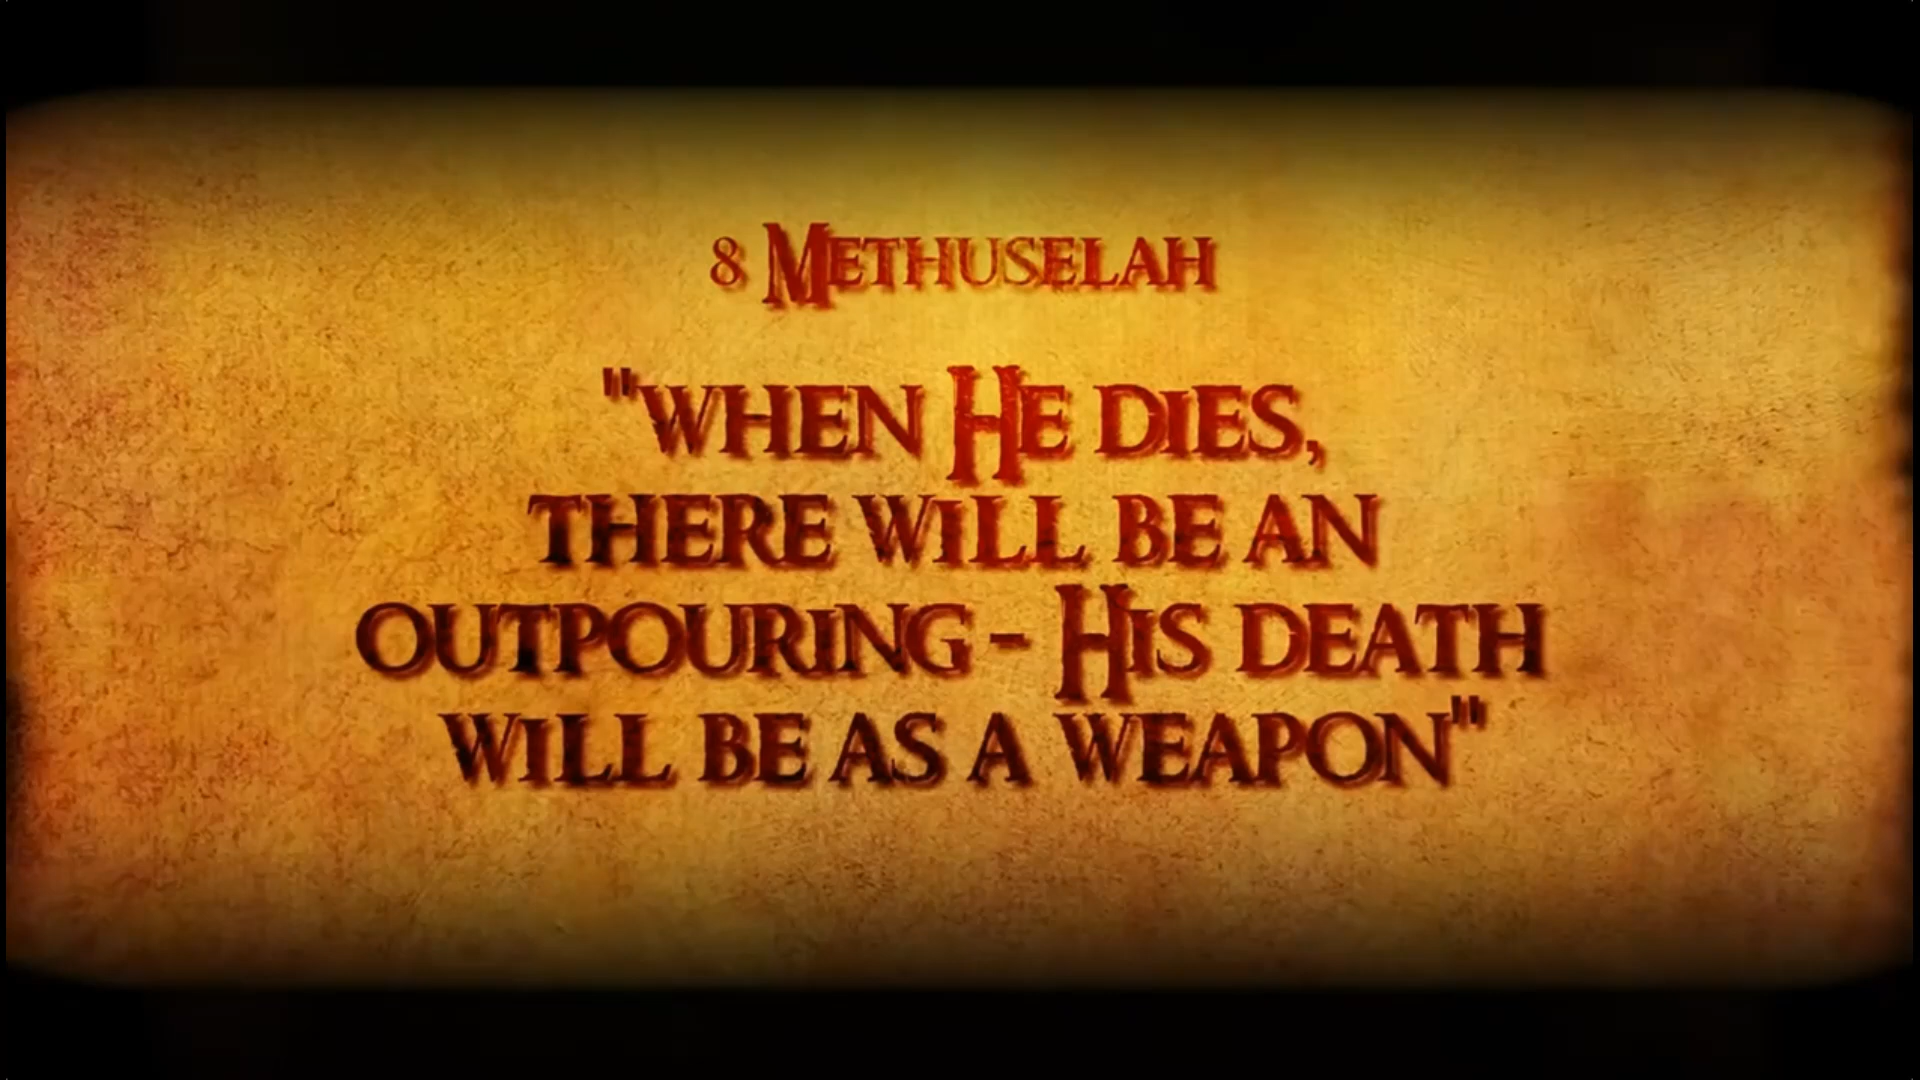 8 Methuselah
"when He dies,
there will be an
outpouring - His death
will be as a weapon"